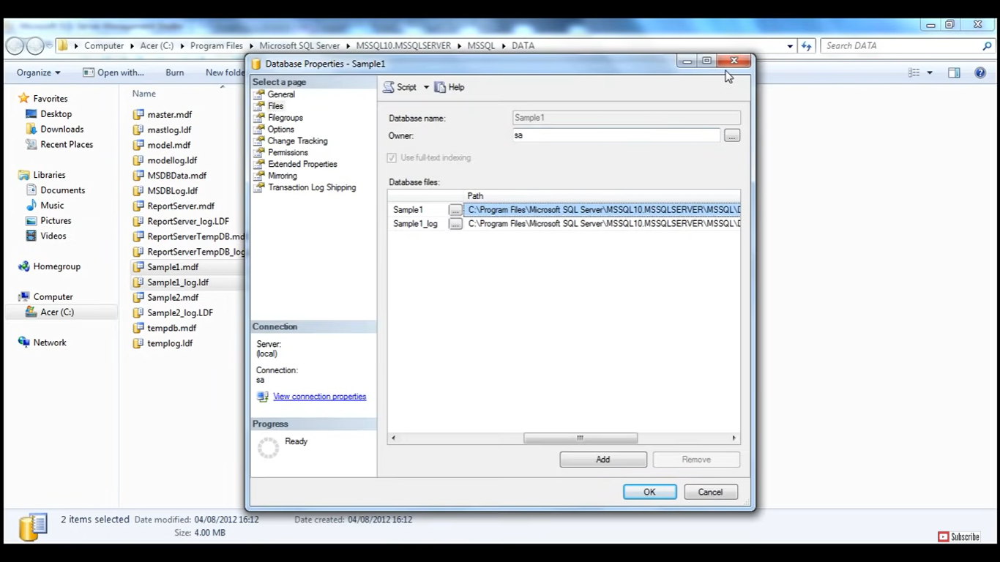 Microsoft SQL Server Management Studio
Computer Acer (C:) Program Files Microsoft SQL Server MSSQL10.MSSQLSERVER MSSQL DATA
Search DATA
Organize
Open with...
Burn
New folde
Favorites
Desktop
Downloads
Recent Places
Libraries
Documents
Music
Pictures
Videos
Homegroup
Computer
Acer (C:)
Network
Name
master.mdf
mastlog.ldf
model.mdf
modellog.ldf
MSDBData.mdf
MSDBLog.ldf
ReportServer.mdf
ReportServer_log.LDF
ReportServerTempDB.md
ReportServerTempDB_log
Sample1.mdf
Sample1_log.ldf
Sample2.mdf
Sample2_log.LDF
tempdb.mdf
templog.ldf
Database Properties - Sample1
Select a page
General
Files
Filegroups
Options
Change Tracking
Permissions
Extended Properties
Mirroring
Transaction Log Shipping
Connection
Server:
(local)
Connection:
sa
View connection properties
Progress
Ready
Script
Help
Database name:
Sample1
Owner:
sa
...
Use full-text indexing
Database files:
Path
Sample1 ... C:\Program Files\Microsoft SQL Server\MSSQL10.MSSQLSERVER\MSSQL\D
Sample1_log ... C:\Program Files\Microsoft SQL Server\MSSQL10.MSSQLSERVER\MSSQL\D
Add
Remove
OK
Cancel
2 items selected Date modified: 04/08/2012 16:12 Date created: 04/08/2012 16:12
Size: 4.00 MB
Subscribe